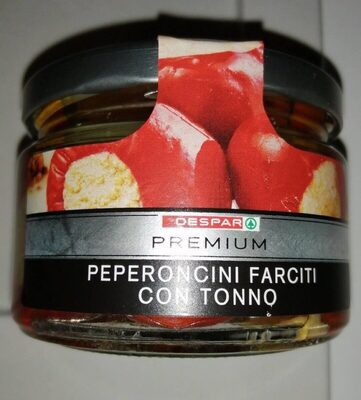 DESPAR
PREMIUM
PEPERONCINI FARCITI
CON TONNO